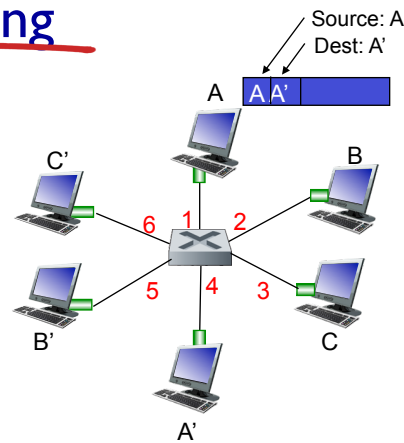 ng
Source: A
Dest: A’
A A A’
C’ B
6 1 2
5 4 3
B’ C
A’